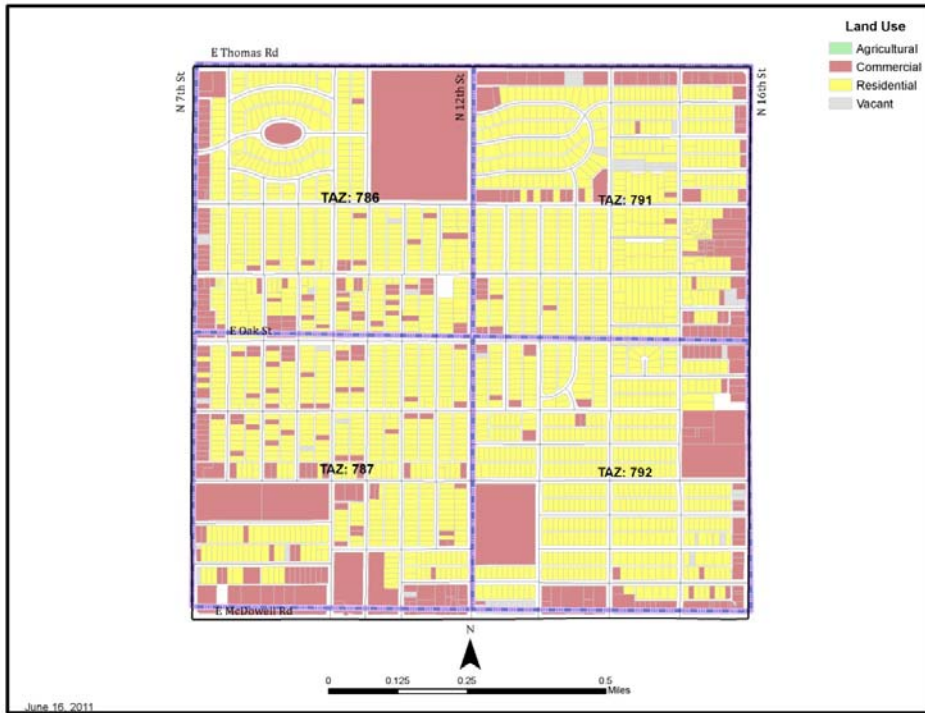 E Thomas Rd
N 7th St
N 12th St
N 16th St
Land Use
Agricultural
Commercial
Residential
Vacant
TAZ: 786
TAZ: 791
E Oak St
TAZ: 787
TAZ: 792
E McDowell Rd
N
0 0.125 0.25 0.5
Miles
June 16, 2011